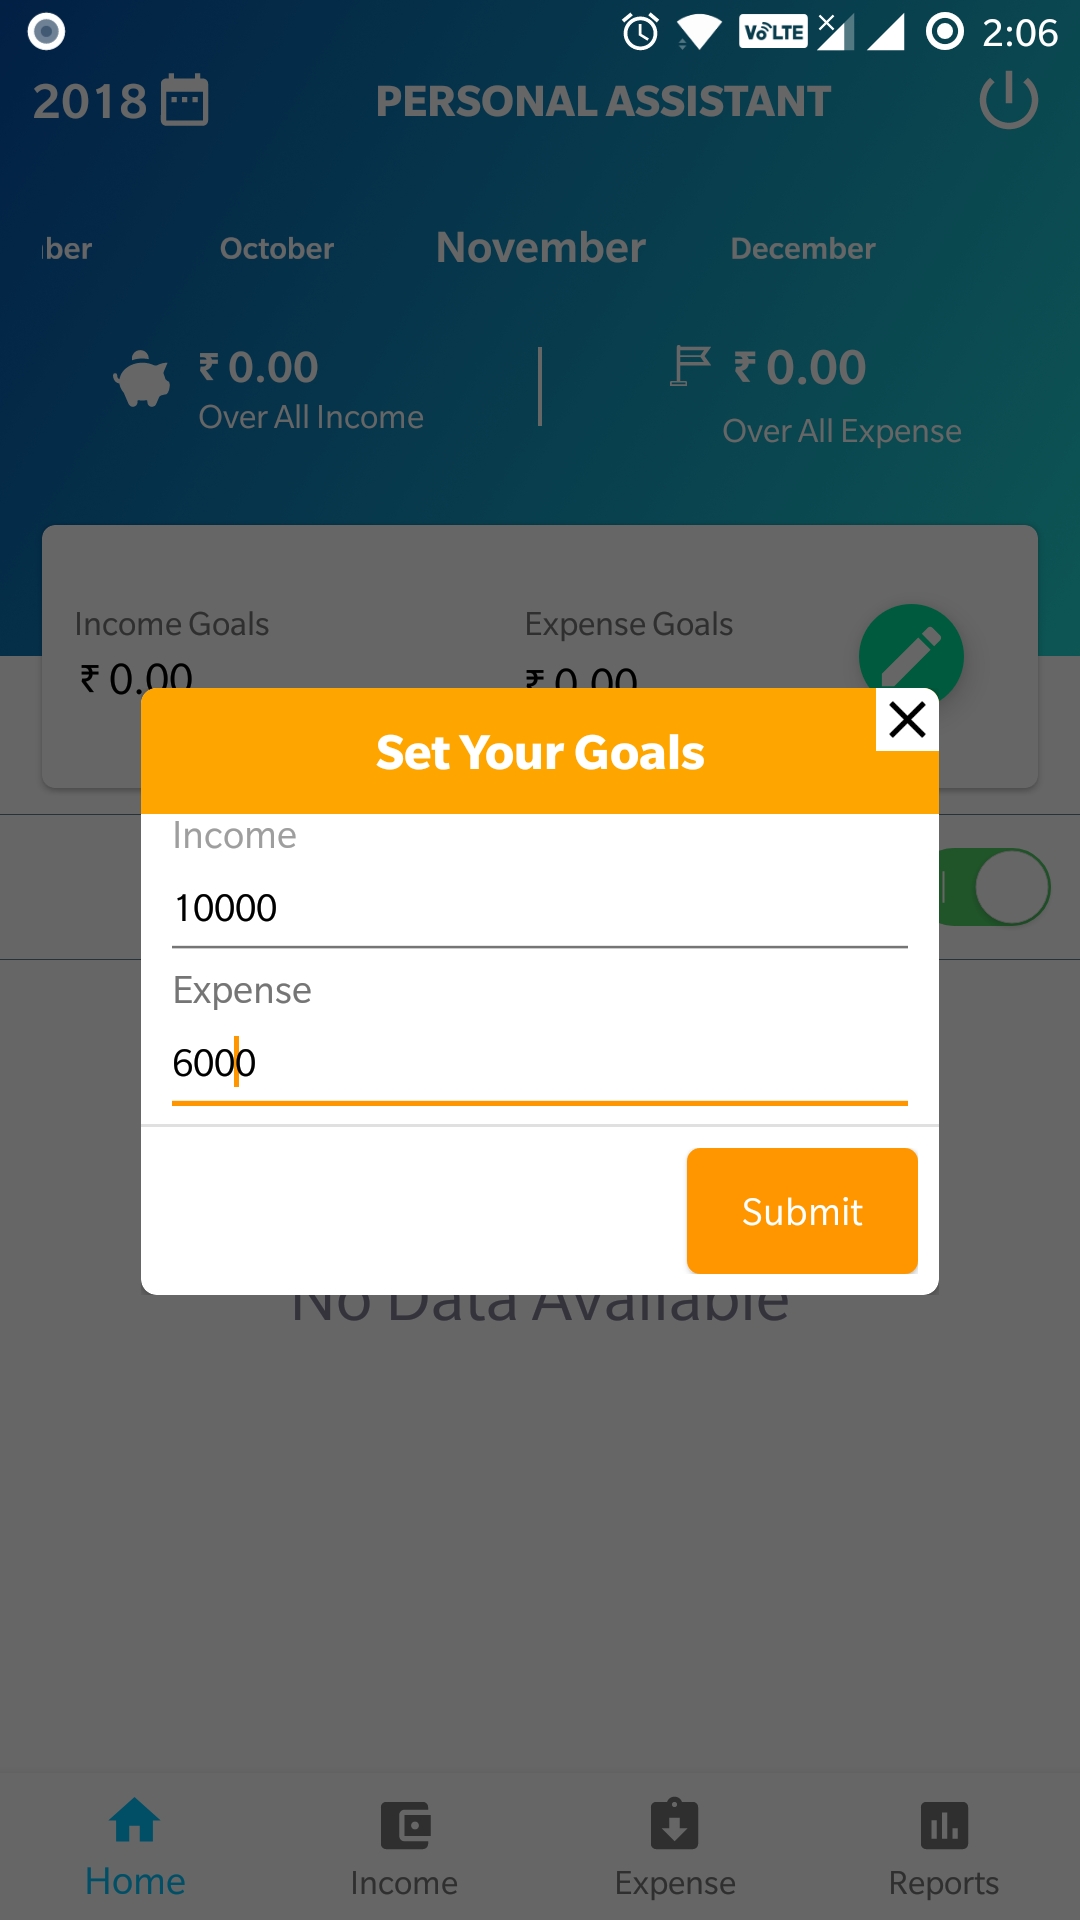 VoLTE 2:06
2018 PERSONAL ASSISTANT
ber October November December
₹ 0.00 ₹ 0.00
Over All Income Over All Expense
Income Goals Expense Goals
₹ 0.00 ₹ 0.00
Set Your Goals
Income
10000
Expense
6000
Submit
No Data Available
Home Income Expense Reports